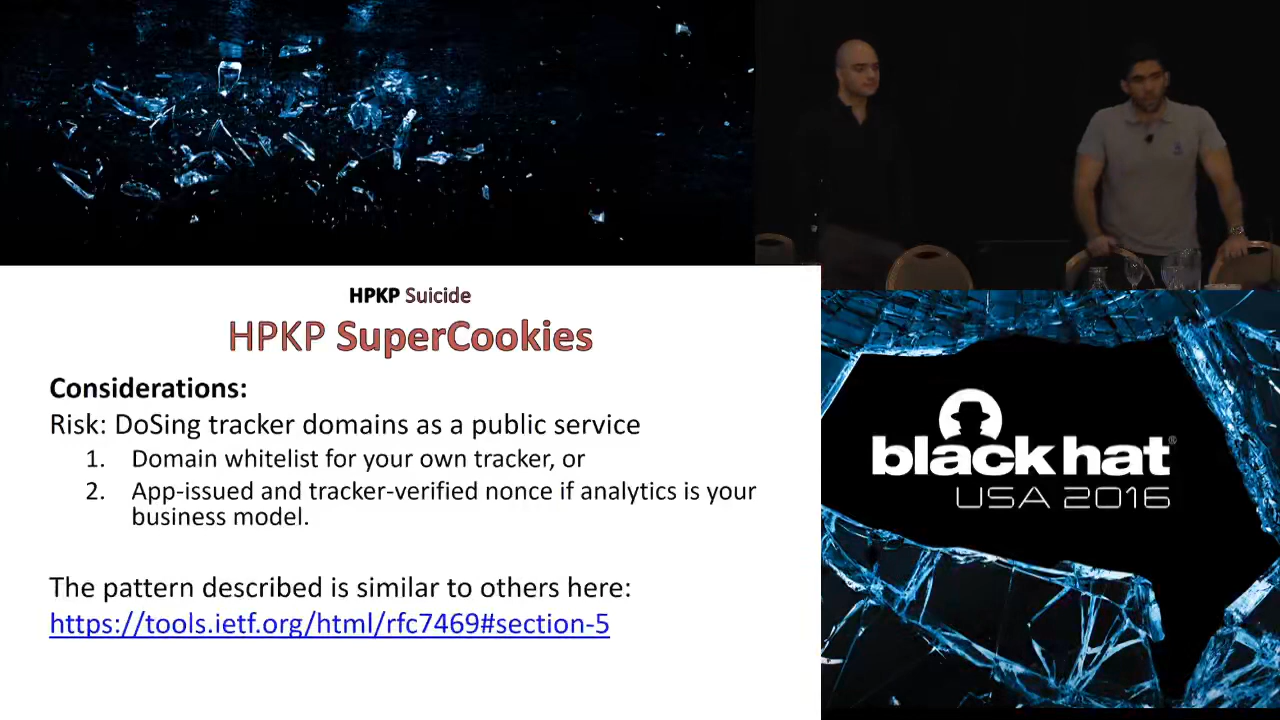 HPKP Suicide
HPKP SuperCookies
Considerations:
Risk: DoSing tracker domains as a public service
1. Domain whitelist for your own tracker, or
2. App-issued and tracker-verified nonce if analytics is your
business model.
The pattern described is similar to others here:
https://tools.ietf.org/html/rfc7469#section-5
black hat®
USA 2016